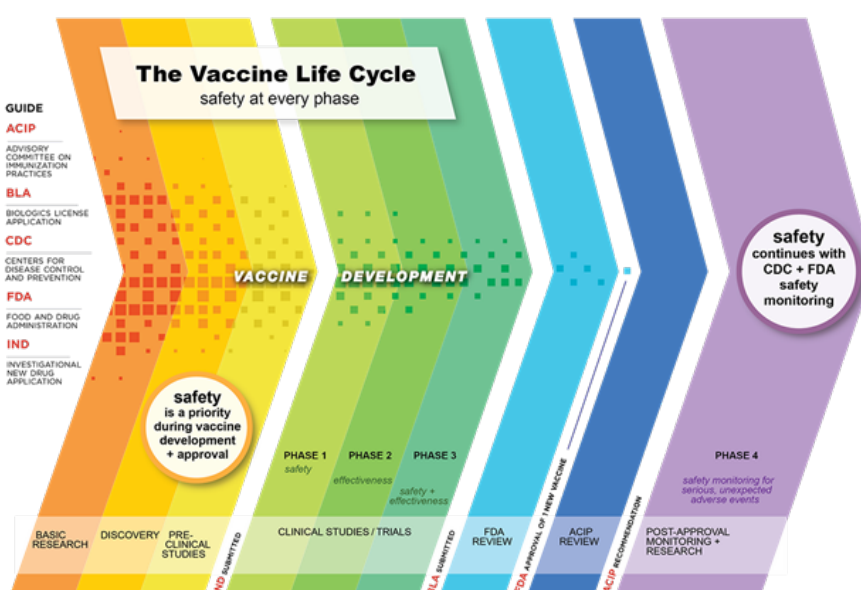 The Vaccine Life Cycle
safety at every phase
GUIDE
ACIP
ADVISORY
COMMITTEE ON
IMMUNIZATION
PRACTICES
BLA
BIOLOGICS LICENSE
APPLICATION
CDC
CENTERS FOR
DISEASE CONTROL
AND PREVENTION
FDA
FOOD AND DRUG
ADMINISTRATION
IND
INVESTIGATIONAL
NEW DRUG
APPLICATION
VACCINE DEVELOPMENT
safety
is a priority
during vaccine
development
+ approval
safety
continues with
CDC + FDA
safety
monitoring
PHASE 1
safety
PHASE 2
effectiveness
PHASE 3
safety +
effectiveness
PHASE 4
safety monitoring for
serious, unexpected
adverse events
BASIC
RESEARCH
DISCOVERY
PRE-
CLINICAL
STUDIES
IND SUBMITTED
CLINICAL STUDIES / TRIALS
BLA SUBMITTED
FDA
REVIEW
FDA APPROVAL OF 1 NEW VACCINE
ACIP
REVIEW
ACIP RECOMMENDATION
POST-APPROVAL
MONITORING +
RESEARCH